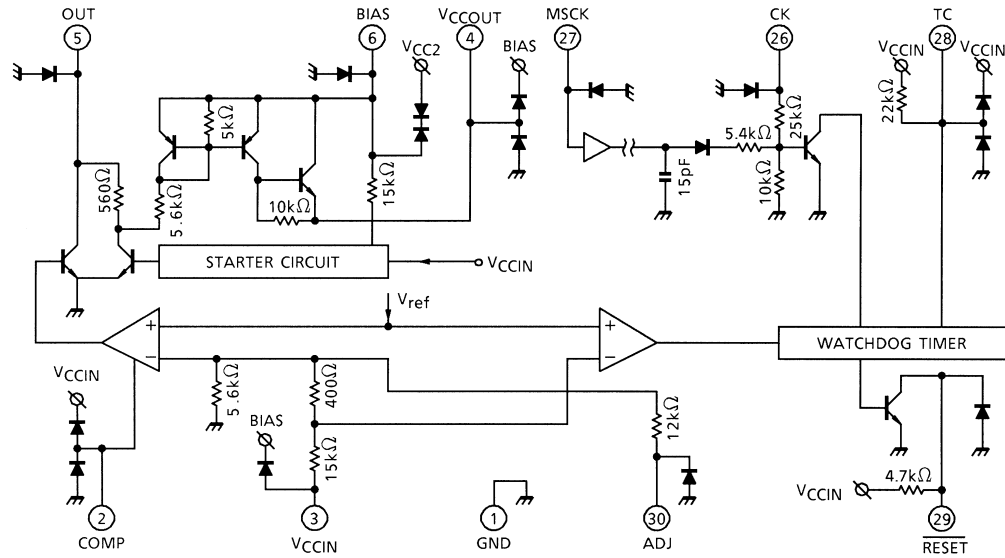 OUT
5
BIAS
6
VCCOUT
4
MSCK
27
CK
26
TC
28
VCC2
BIAS
VCCIN
VCCIN
5kΩ
22kΩ
25kΩ
5.4kΩ
15pF
10kΩ
560Ω
5.6kΩ
10kΩ
15kΩ
STARTER CIRCUIT
VCCIN
Vref
+
−
+
−
WATCHDOG TIMER
VCCIN
5.6kΩ
400Ω
BIAS
15kΩ
12kΩ
4.7kΩ
VCCIN
2
COMP
3
VCCIN
1
GND
30
ADJ
29
RESET